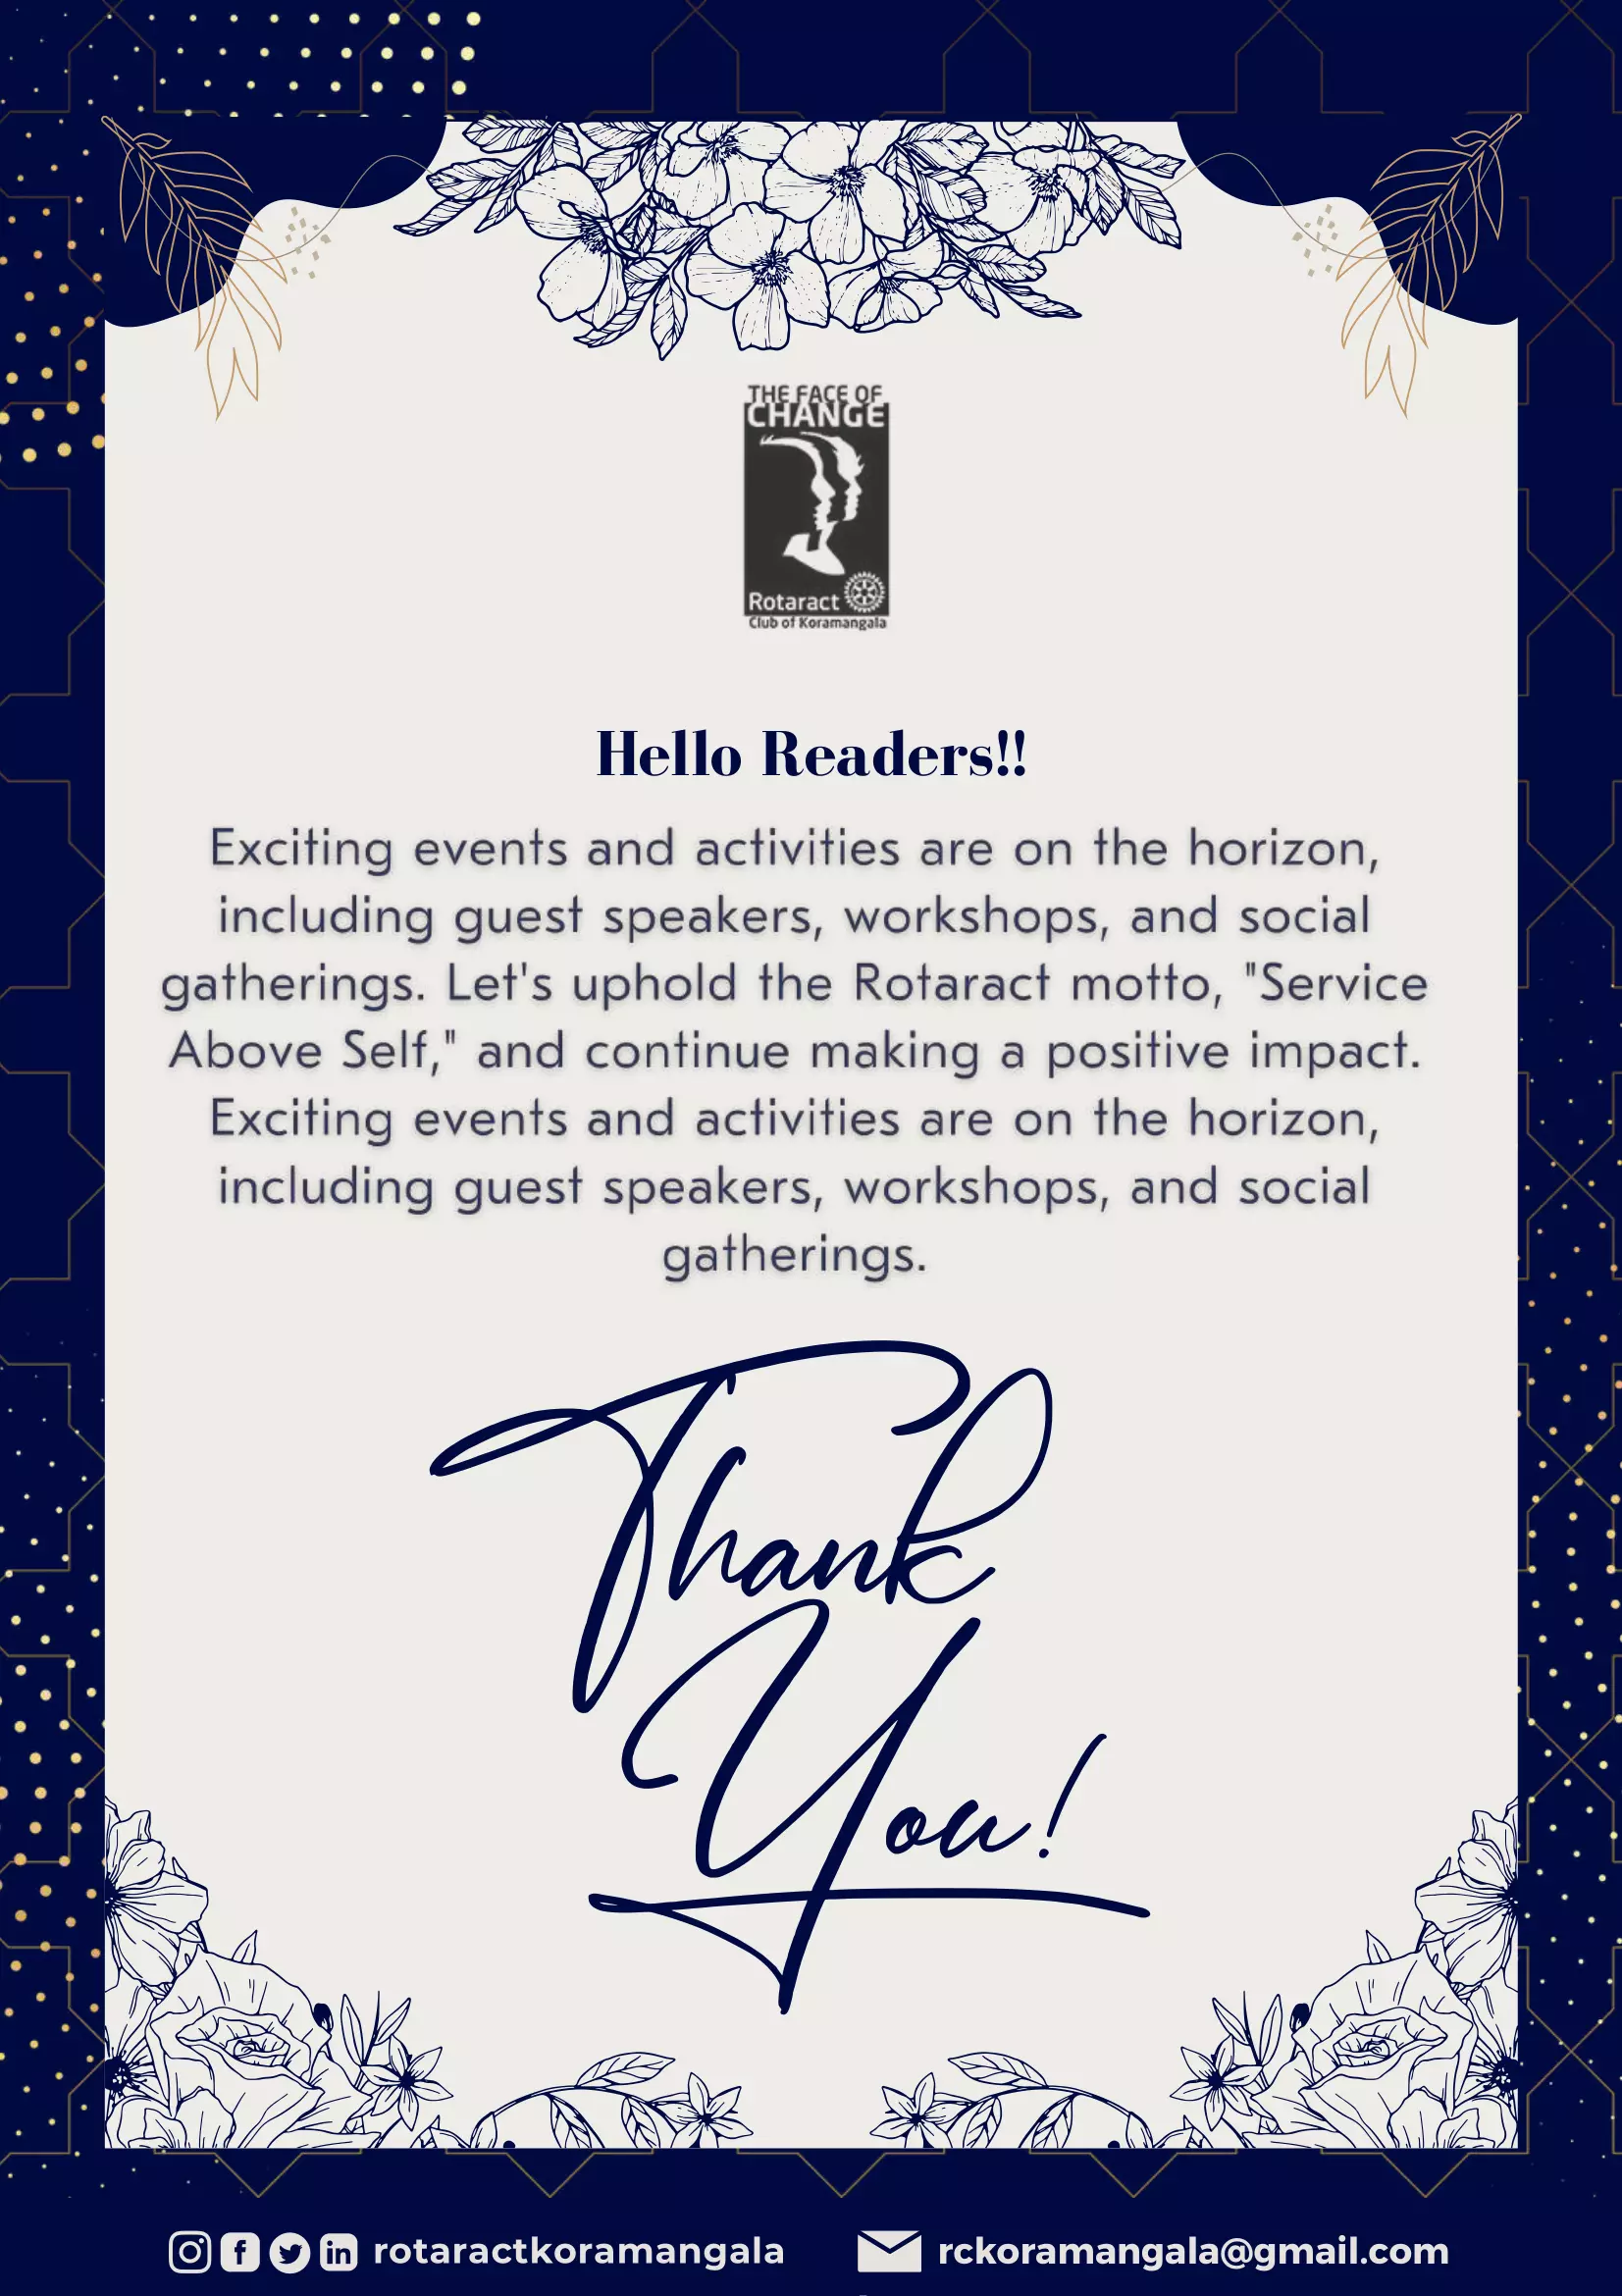 THE FACE OF
CHANGE
Rotaract
Club of Koramangala
Hello Readers!!
Exciting events and activities are on the horizon,
including guest speakers, workshops, and social
gatherings. Let's uphold the Rotaract motto, "Service
Above Self," and continue making a positive impact.
Exciting events and activities are on the horizon,
including guest speakers, workshops, and social
gatherings.
Thank
You!
rotaractkoramangala
rckoramangala@gmail.com